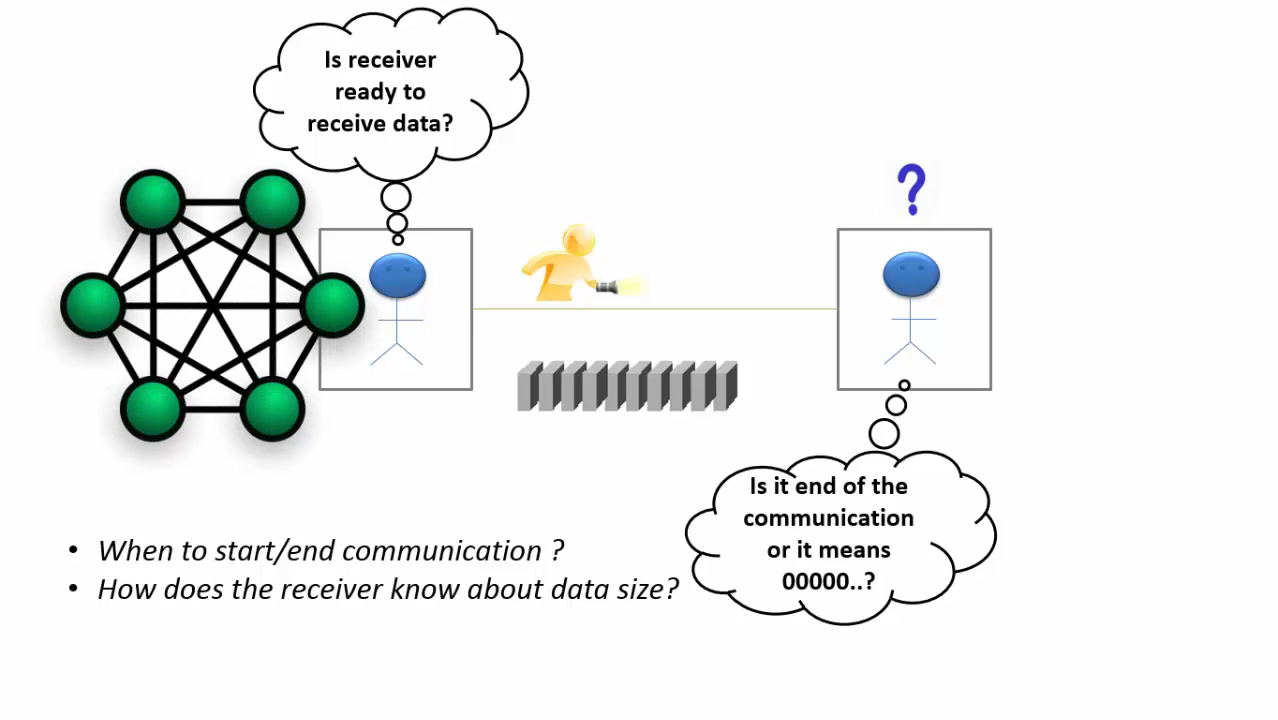 Is receiver
ready to
receive data?
?
Is it end of the
communication
or it means
00000..?
• When to start/end communication ?
• How does the receiver know about data size?